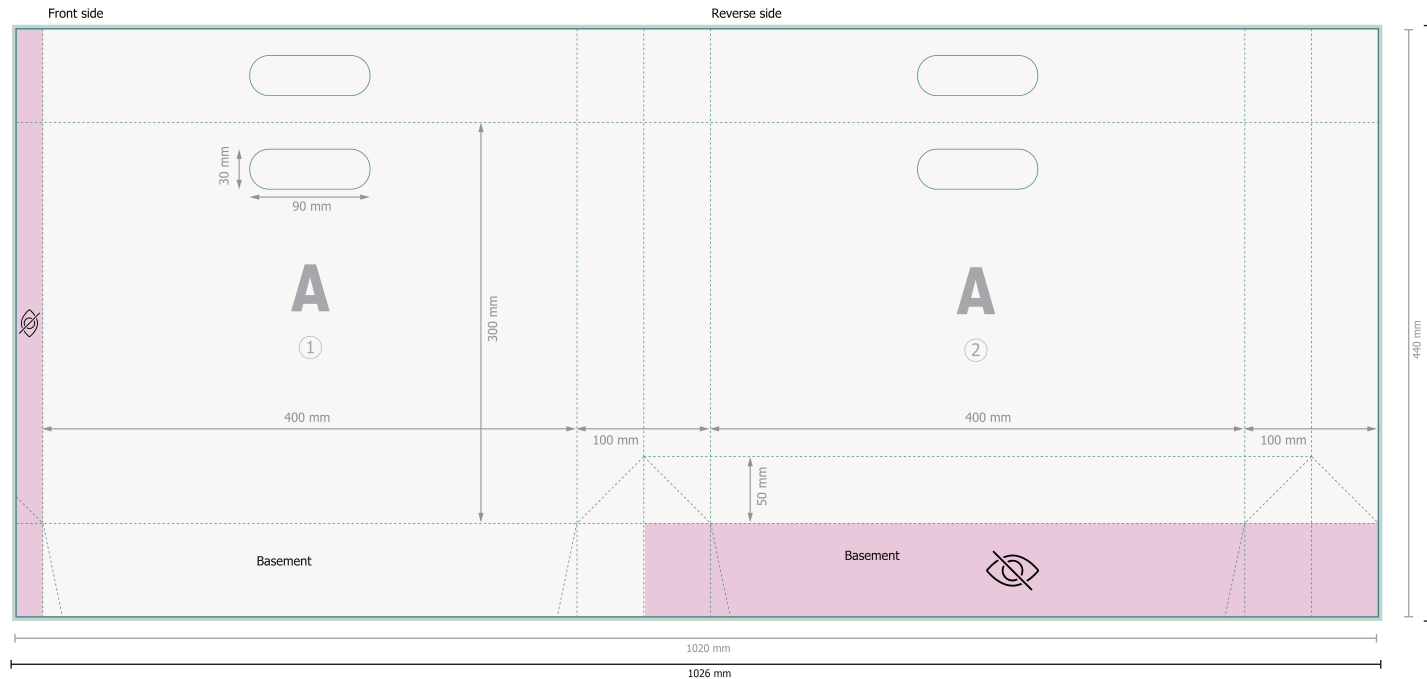 Front side
Reverse side
30 mm
90 mm
A
A
1
2
300 mm
440 mm
400 mm
400 mm
100 mm
100 mm
50 mm
Basement
Basement
1020 mm
1026 mm